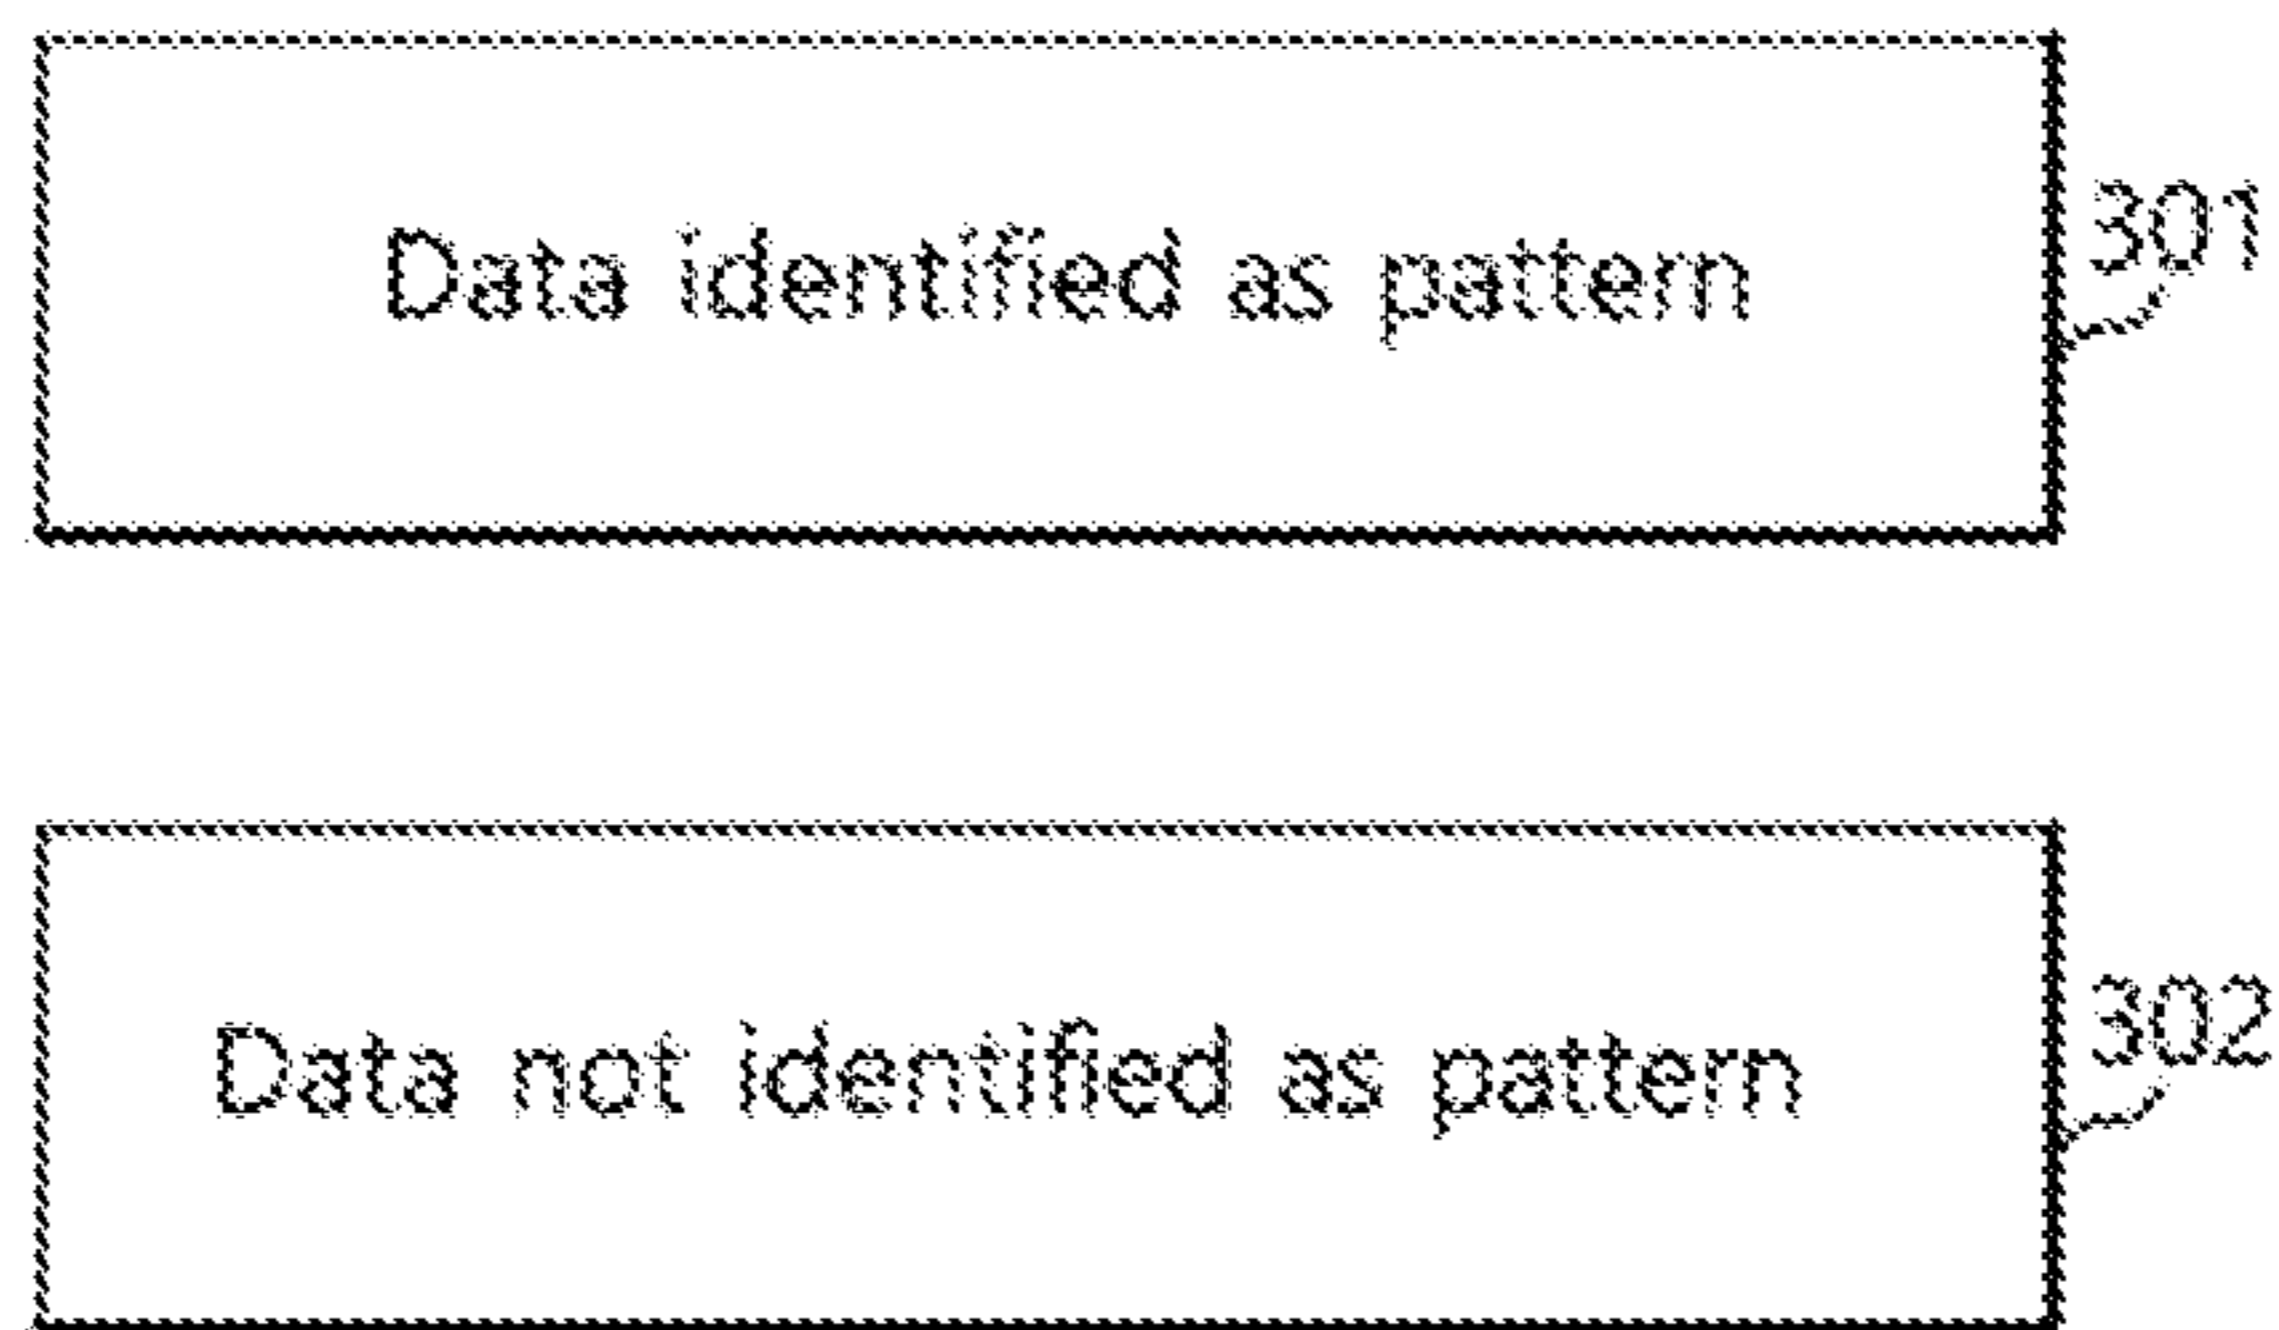 Data identified as pattern
301
Data not identified as pattern
302